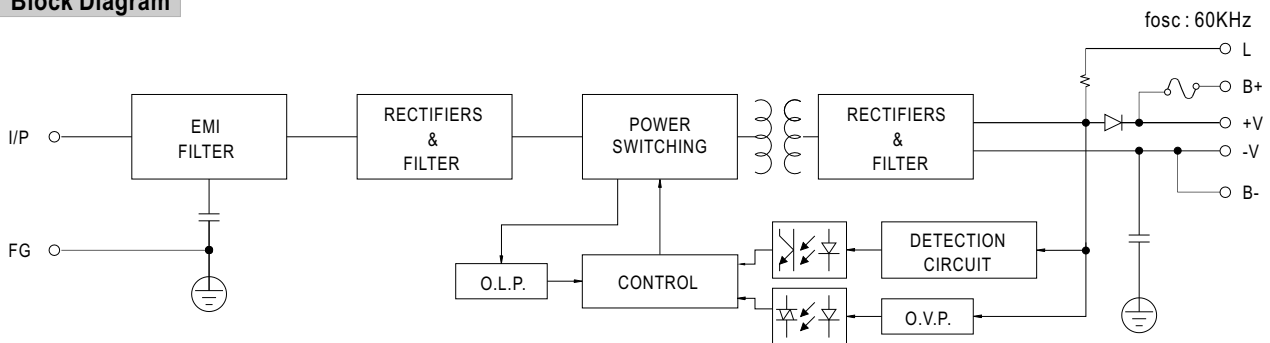 Block Diagram
fosc : 60KHz
L
B+
+V
-V
B-
I/P
EMI
FILTER
RECTIFIERS
&
FILTER
POWER
SWITCHING
RECTIFIERS
&
FILTER
FG
O.L.P.
CONTROL
DETECTION
CIRCUIT
O.V.P.